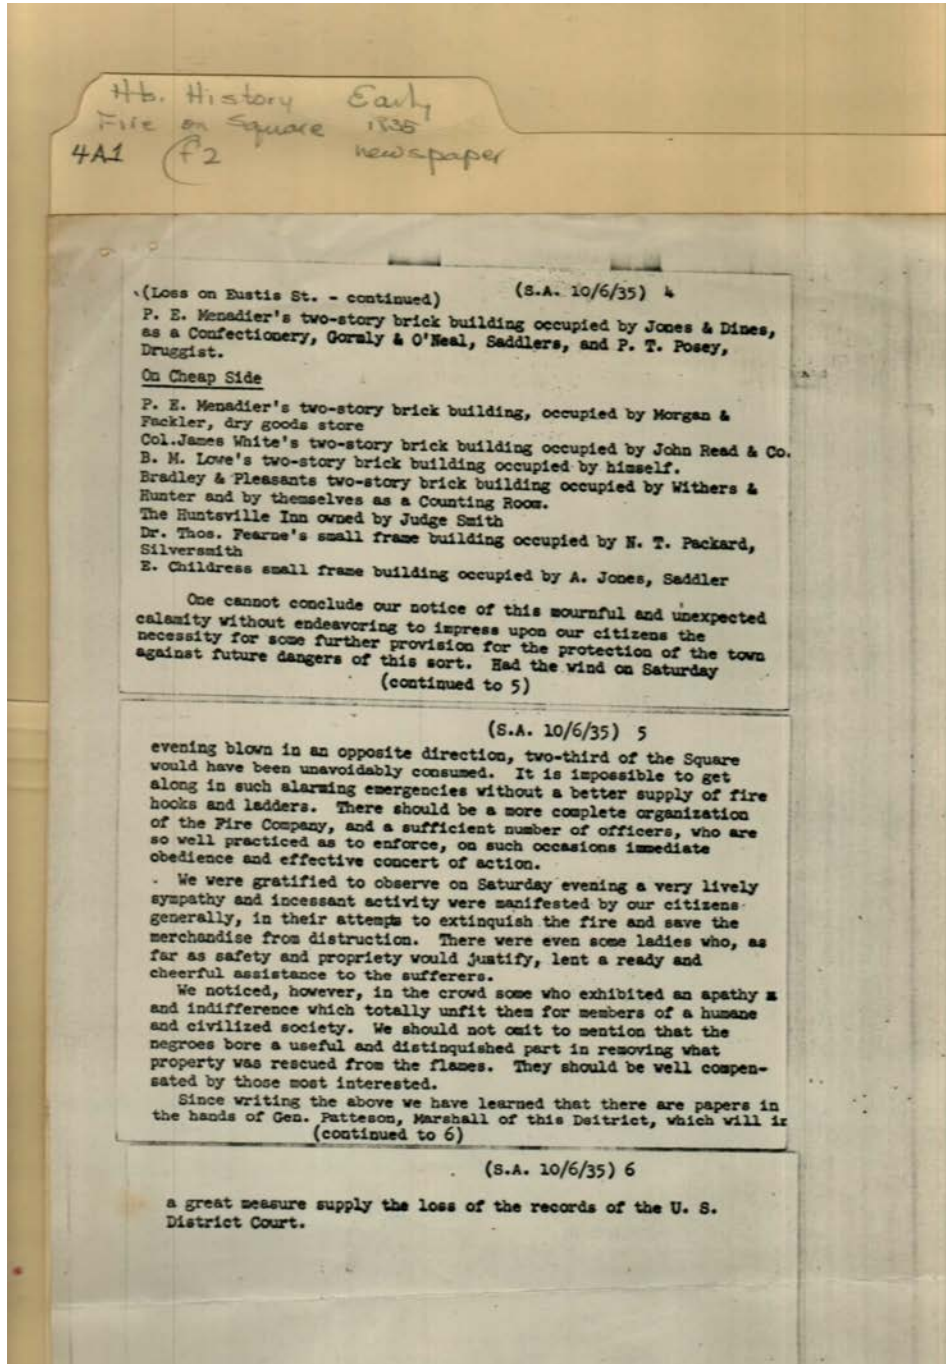 Hb. History Early
Fire on Square 1835
4A1 f2 newspaper
(Loss on Eustis St. - continued) (S.A. 10/6/35) 4
P. E. Menadier's two-story brick building occupied by Jones & Dines,
as a Confectionery, Gormly & O'Neal, Saddlers, and P. T. Posey,
Druggist.
On Cheap Side
P. E. Menadier's two-story brick building, occupied by Morgan &
Fackler, dry goods store
Col.James White's two-story brick building occupied by John Read & Co.
B. M. Lowe's two-story brick building occupied by himself.
Bradley & Pleasants two-story brick building occupied by Withers &
Hunter and by themselves as a Counting Room.
The Huntsville Inn owned by Judge Smith
Dr. Thos. Fearne's small frame building occupied by N. T. Packard,
Silversmith
E. Childress small frame building occupied by A. Jones, Saddler
One cannot conclude our notice of this mournful and unexpected
calamity without endeavoring to impress upon our citizens the
necessity for some further provision for the protection of the town
against future dangers of this sort. Had the wind on Saturday
(continued to 5)
(S.A. 10/6/35) 5
evening blown in an opposite direction, two-third of the Square
would have been unavoidably consumed. It is impossible to get
along in such alarming emergencies without a better supply of fire
hooks and ladders. There should be a more complete organization
of the Fire Company, and a sufficient number of officers, who are
so well practiced as to enforce, on such occasions immediate
obedience and effective concert of action.
We were gratified to observe on Saturday evening a very lively
sympathy and incessant activity were manifested by our citizens
generally, in their attemps to extinquish the fire and save the
merchandise from distruction. There were even some ladies who, as
far as safety and propriety would justify, lent a ready and
cheerful assistance to the sufferers.
We noticed, however, in the crowd some who exhibited an apathy
and indifference which totally unfit them for members of a humane
and civilized society. We should not omit to mention that the
negroes bore a useful and distinquished part in removing what
property was rescued from the flames. They should be well compen-
sated by those most interested.
Since writing the above we have learned that there are papers in
the hands of Gen. Patteson, Marshall of this Deitrict, which will in
(continued to 6)
(S.A. 10/6/35) 6
a great measure supply the loss of the records of the U. S.
District Court.